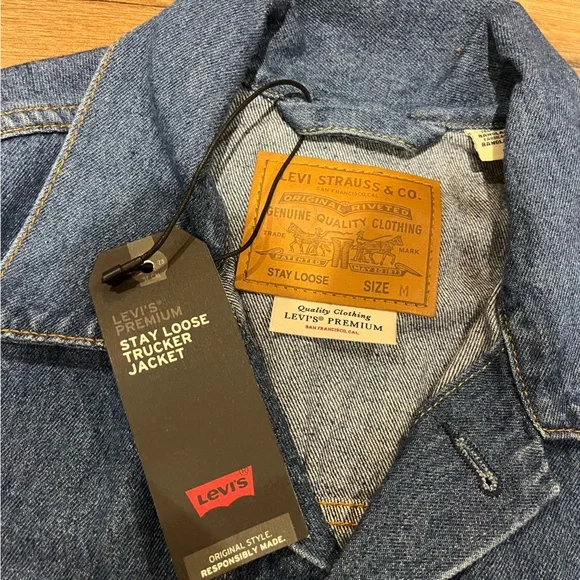 LEVI STRAUSS & CO.
SAN FRANCISCO, CAL.
ORIGINAL RIVETED
GENUINE QUALITY CLOTHING
TRADE MARK
PATENTED MAY 20 1873
STAY LOOSE SIZE M
Quality Clothing
LEVI'S® PREMIUM
SAN FRANCISCO, CAL.
LEVI'S®
PREMIUM
STAY LOOSE
TRUCKER
JACKET
Levi's
ORIGINAL STYLE.
RESPONSIBLY MADE.